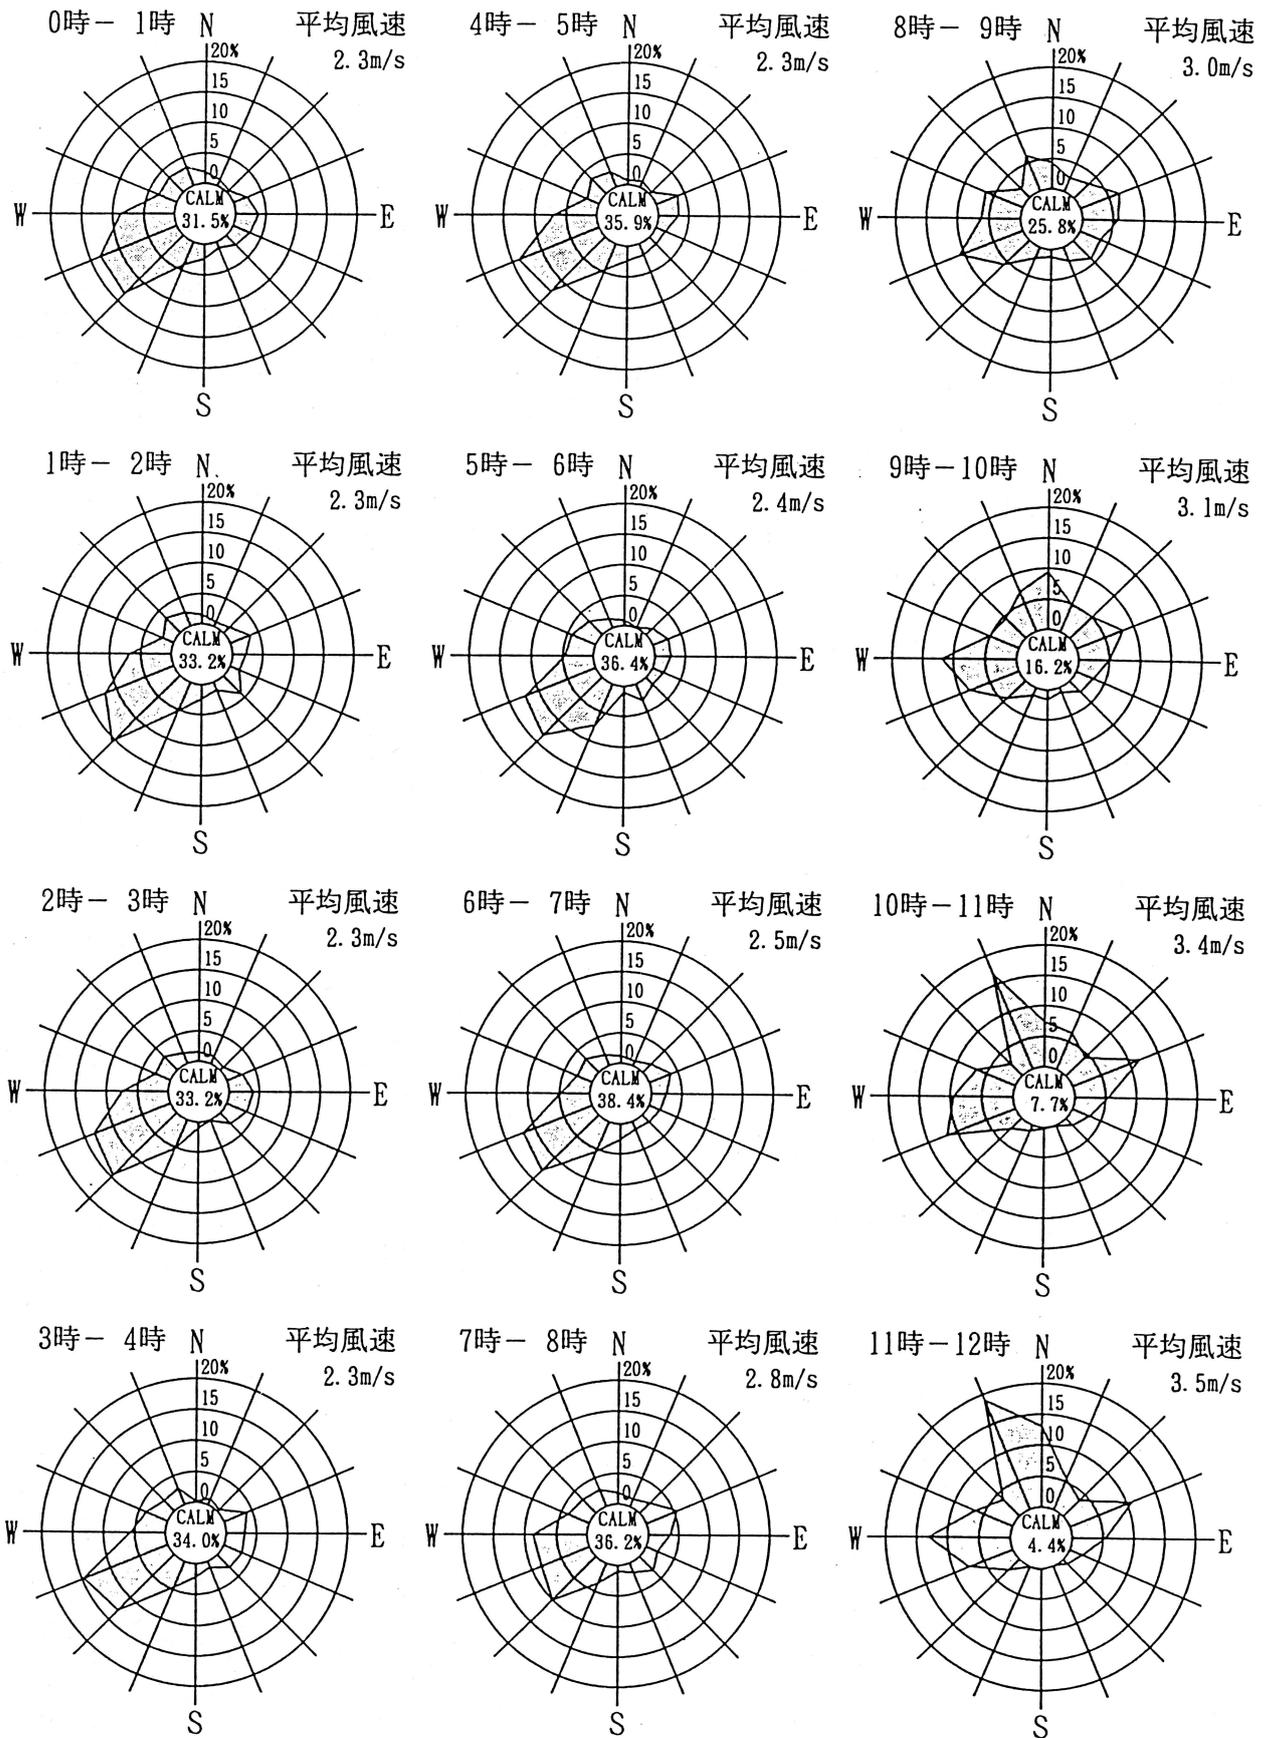 0時－ 1時 N 平均風速
2.3m/s
20%
15
10
5
0
CALM
31.5%
W
E
S
4時－ 5時 N 平均風速
2.3m/s
20%
15
10
5
0
CALM
35.9%
W
E
S
8時－ 9時 N 平均風速
3.0m/s
20%
15
10
5
0
CALM
25.8%
W
E
S
1時－ 2時 N 平均風速
2.3m/s
20%
15
10
5
0
CALM
33.2%
W
E
S
5時－ 6時 N 平均風速
2.4m/s
20%
15
10
5
0
CALM
36.4%
W
E
S
9時－10時 N 平均風速
3.1m/s
20%
15
10
5
0
CALM
16.2%
W
E
S
2時－ 3時 N 平均風速
2.3m/s
20%
15
10
5
0
CALM
33.2%
W
E
S
6時－ 7時 N 平均風速
2.5m/s
20%
15
10
5
0
CALM
38.4%
W
E
S
10時－11時 N 平均風速
3.4m/s
20%
15
10
5
0
CALM
7.7%
W
E
S
3時－ 4時 N 平均風速
2.3m/s
20%
15
10
5
0
CALM
34.0%
W
E
S
7時－ 8時 N 平均風速
2.8m/s
20%
15
10
5
0
CALM
36.2%
W
E
S
11時－12時 N 平均風速
3.5m/s
20%
15
10
5
0
CALM
4.4%
W
E
S